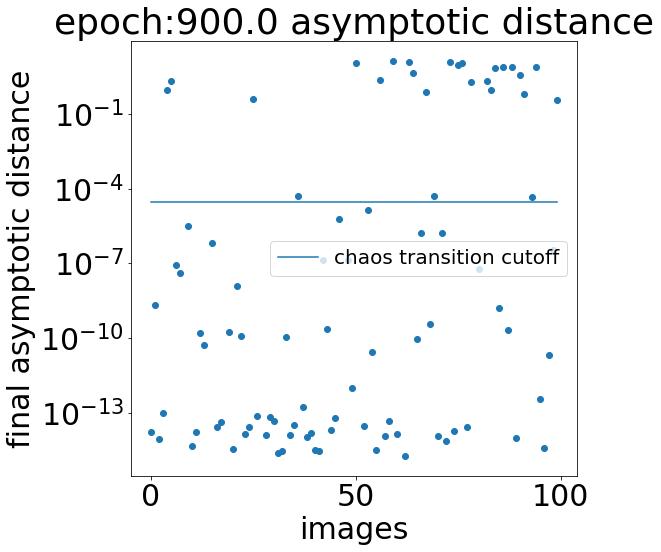 epoch:900.0 asymptotic distance
final asymptotic distance
10^-1
10^-4
10^-7
10^-10
10^-13
chaos transition cutoff
0
50
100
images